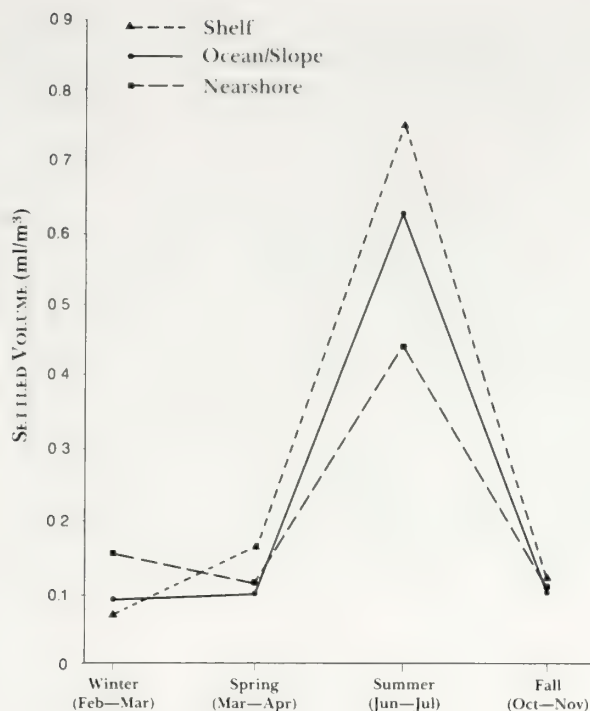 Shelf
Ocean/Slope
Nearshore
SETTLED VOLUME (ml/m³)
0 9
0.8
0 7
0.6
0 5
0 4
0.3
0 2
0.1
0
Winter
(Feb—Mar)
Spring
(Mar—Apr)
Summer
(Jun—Jul)
Fall
(Oct—Nov)